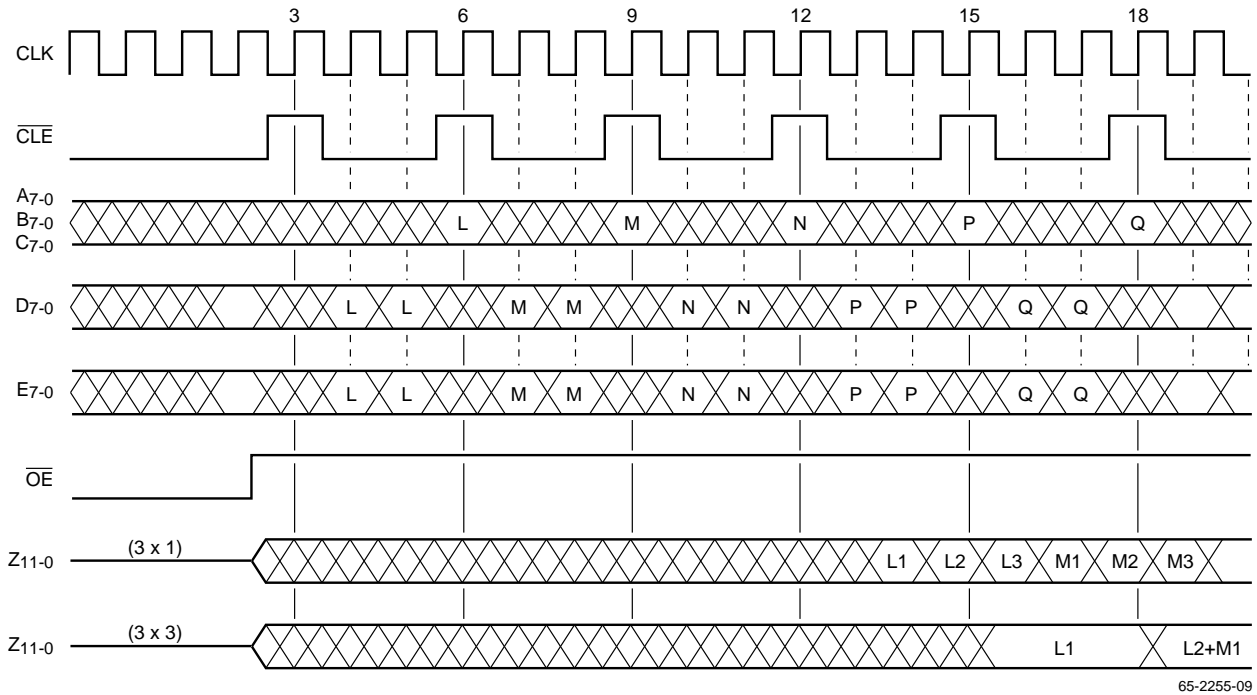 3 6 9 12 15 18
CLK
CLE
A7-0
B7-0 L M N P Q
C7-0
D7-0 L L M M N N P P Q Q
E7-0 L L M M N N P P Q Q
OE
Z11-0 (3 x 1) L1 L2 L3 M1 M2 M3
Z11-0 (3 x 3) L1 L2+M1
65-2255-09